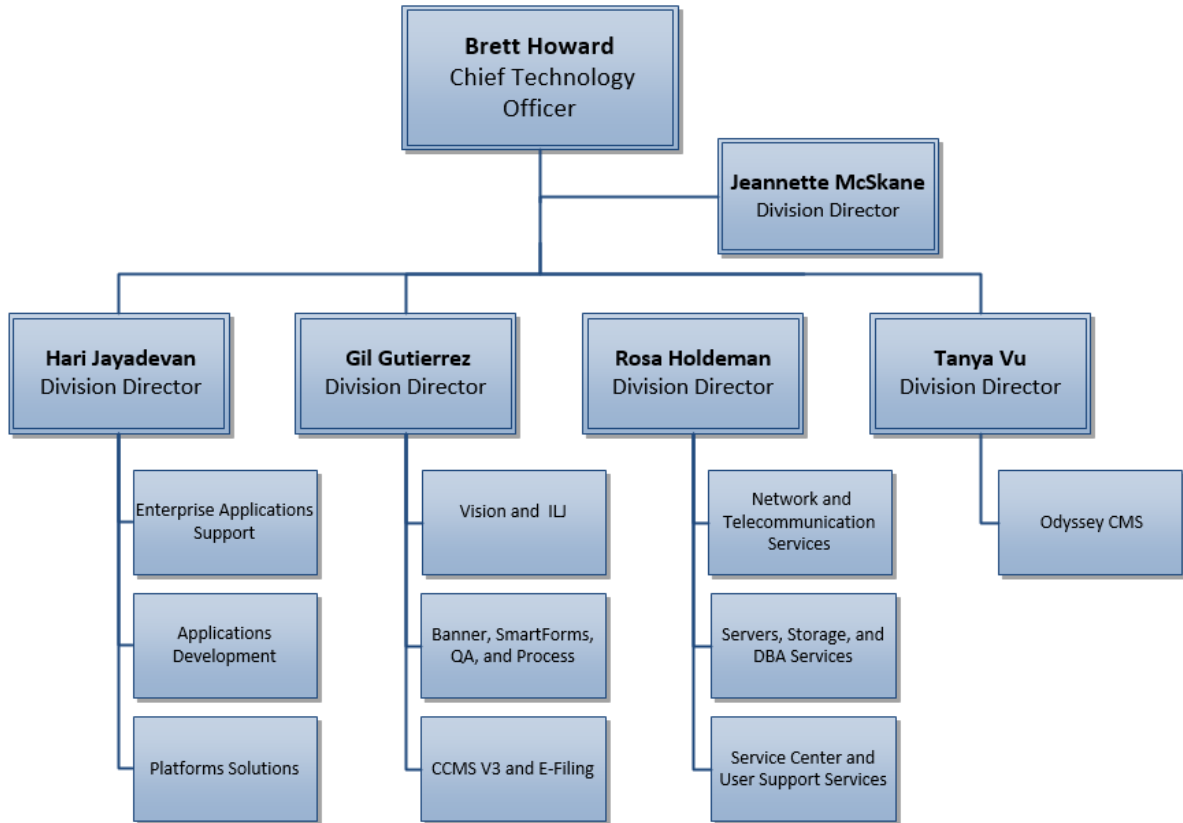 Brett Howard
Chief Technology
Officer
Jeannette McSkane
Division Director
Hari Jayadevan
Division Director
Gil Gutierrez
Division Director
Rosa Holdeman
Division Director
Tanya Vu
Division Director
Enterprise Applications
Support
Vision and ILJ
Network and
Telecommunication
Services
Odyssey CMS
Applications
Development
Banner, SmartForms,
QA, and Process
Servers, Storage, and
DBA Services
Platforms Solutions
CCMS V3 and E-Filing
Service Center and
User Support Services